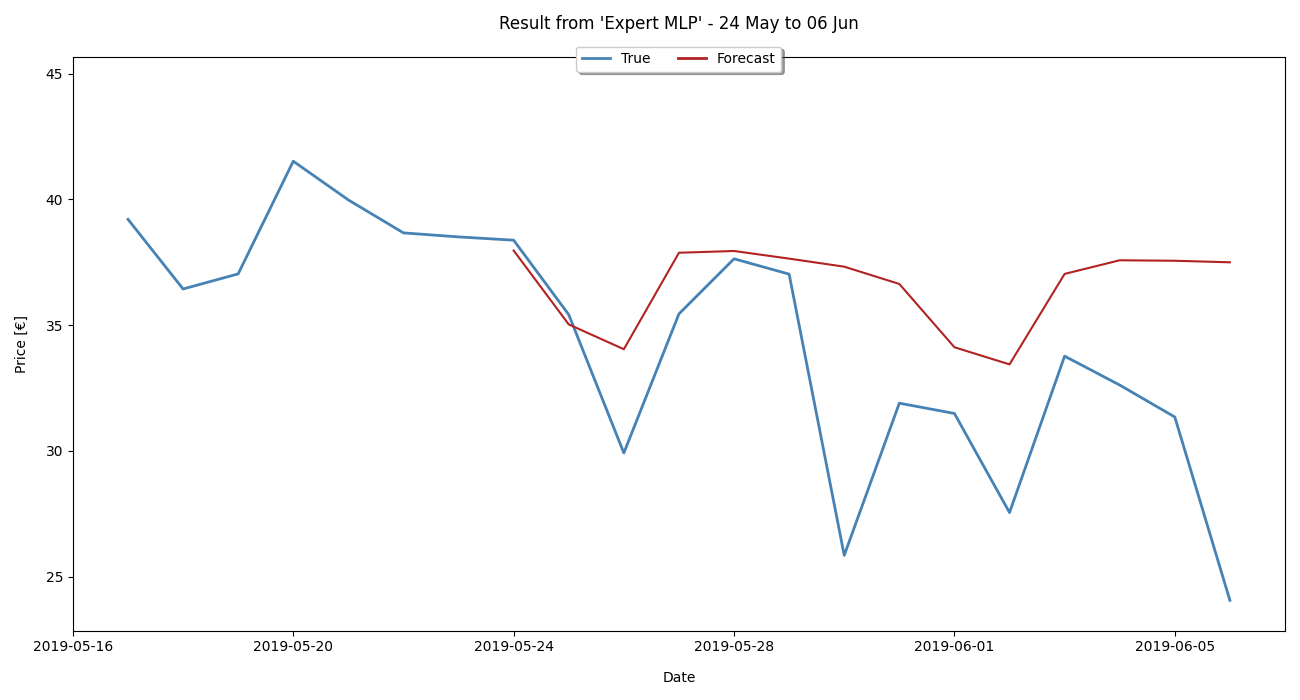 Result from 'Expert MLP' - 24 May to 06 Jun
True Forecast
45
40
35
30
25
Price [€]
2019-05-16 2019-05-20 2019-05-24 2019-05-28 2019-06-01 2019-06-05
Date